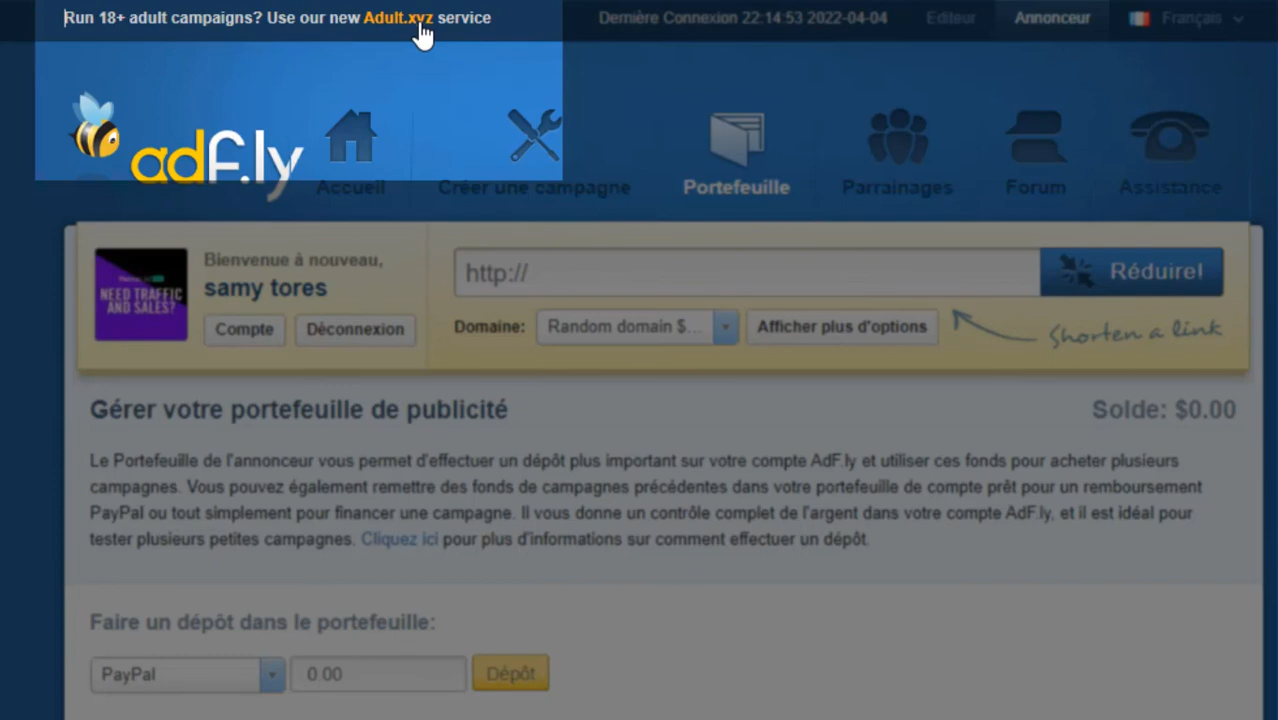 Run 18+ adult campaigns? Use our new Adult.xyz service
Dernière Connexion 22:14:53 2022-04-04
Editeur
Annonceur
Français
adf.ly
Accueil
Créer une campagne
Portefeuille
Parrainages
Forum
Assistance
NEED TRAFFIC
AND SALES?
Bienvenue à nouveau,
samy tores
Compte
Déconnexion
http://
Réduire!
Domaine:
Random domain $...
Afficher plus d'options
Shorten a link
Gérer votre portefeuille de publicité
Solde: $0.00
Le Portefeuille de l'annonceur vous permet d'effectuer un dépôt plus important sur votre compte AdF.ly et utiliser ces fonds pour acheter plusieurs
campagnes. Vous pouvez également remettre des fonds de campagnes précédentes dans votre portefeuille de compte prêt pour un remboursement
PayPal ou tout simplement pour financer une campagne. Il vous donne un contrôle complet de l'argent dans votre compte AdF.ly, et il est idéal pour
tester plusieurs petites campagnes. Cliquez ici pour plus d'informations sur comment effectuer un dépôt.
Faire un dépôt dans le portefeuille:
PayPal
0.00
Dépôt